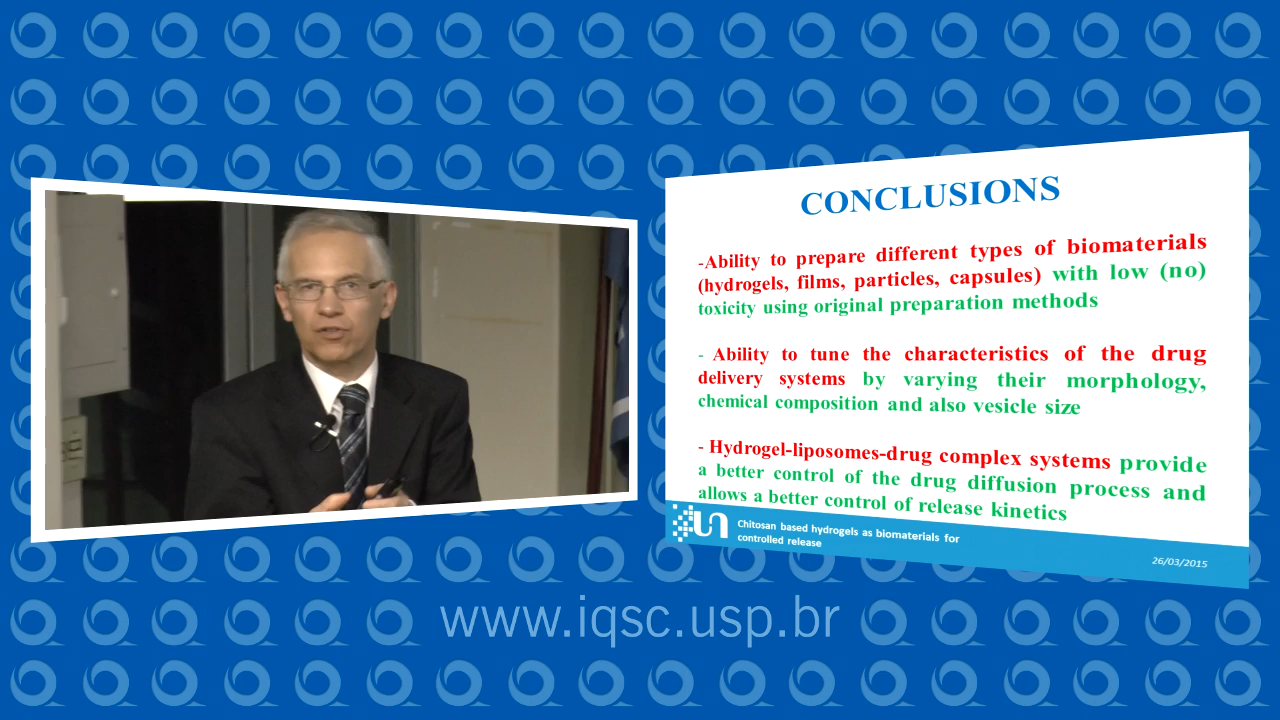 CONCLUSIONS
-Ability to prepare different types of biomaterials
(hydrogels, films, particles, capsules) with low (no)
toxicity using original preparation methods
- Ability to tune the characteristics of the drug
delivery systems by varying their morphology,
chemical composition and also vesicle size
- Hydrogel-liposomes-drug complex systems provide
a better control of the drug diffusion process and
allows a better control of release kinetics
un
Chitosan based hydrogels as biomaterials for
controlled release
26/03/2015
www.iqsc.usp.br